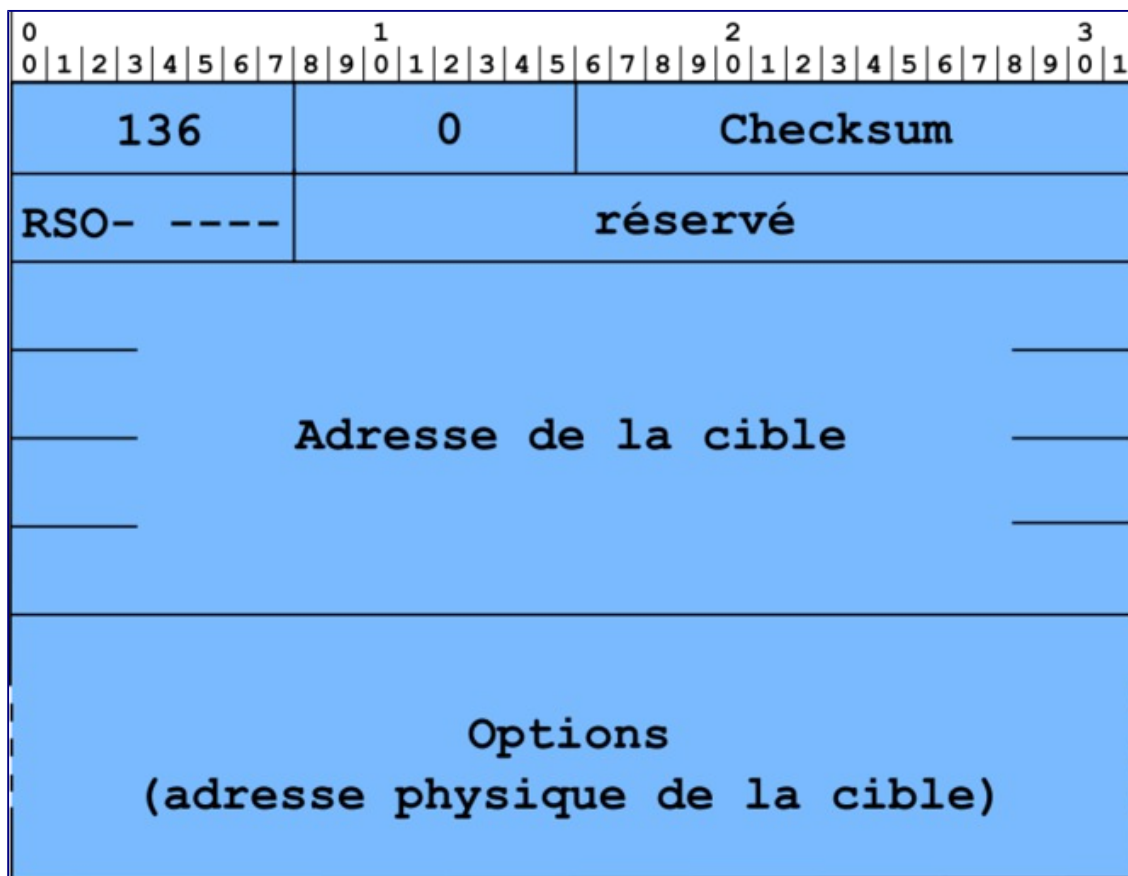 0 1 2 3
0 1 2 3 4 5 6 7 8 9 0 1 2 3 4 5 6 7 8 9 0 1 2 3 4 5 6 7 8 9 0 1
136 0 Checksum
RSO- ---- réservé
Adresse de la cible
Options
(adresse physique de la cible)